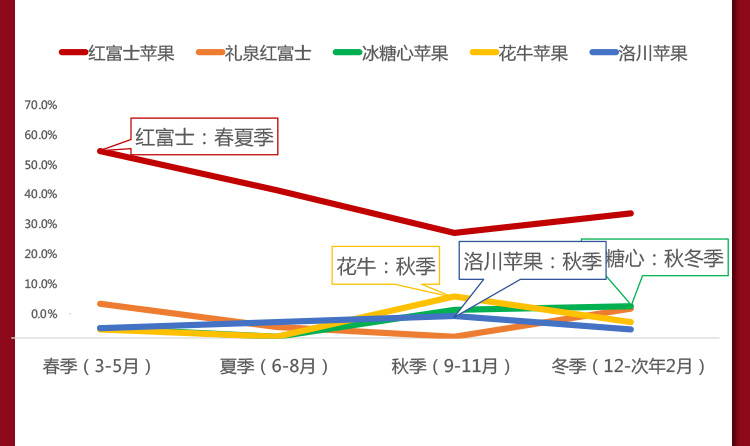 红富士苹果 礼泉红富士 冰糖心苹果 花牛苹果 洛川苹果
70.0%
60.0%
50.0%
40.0%
30.0%
20.0%
10.0%
0.0%
红富士：春夏季
花牛：秋季
洛川苹果：秋季
糖心：秋冬季
春季（3-5月） 夏季（6-8月） 秋季（9-11月） 冬季（12-次年2月）